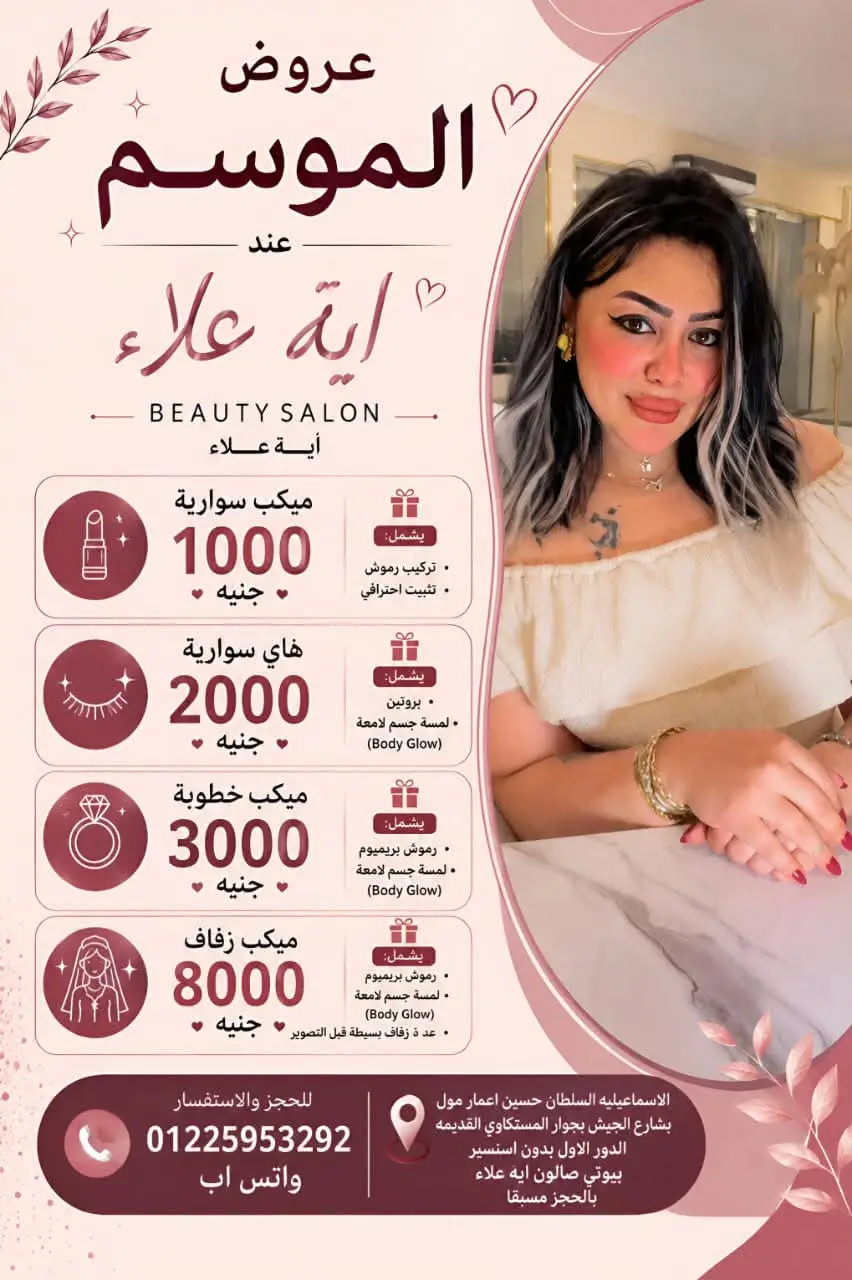 عروض
الموسم
عند
اية علاء
BEAUTY SALON
أية علاء
ميكب سوارية
1000
جنيه
يشمل:
• تركيب رموش
• تثبيت احترافي
هاي سوارية
2000
جنيه
يشمل:
• بروتين
• لمسة جسم لامعة
(Body Glow)
ميكب خطوبة
3000
جنيه
يشمل:
• رموش بريميوم
• لمسة جسم لامعة
(Body Glow)
ميكب زفاف
8000
جنيه
يشمل:
• رموش بريميوم
• لمسة جسم لامعة
(Body Glow)
• عد ة زفاف بسيطة قبل التصوير
الاسماعيليه السلطان حسين اعمار مول
بشارع الجيش بجوار المستكاوي القديمه
الدور الاول بدون اسنسير
بيوتي صالون اية علاء
بالحجز مسبقا
للحجز والاستفسار
01225953292
واتس اب